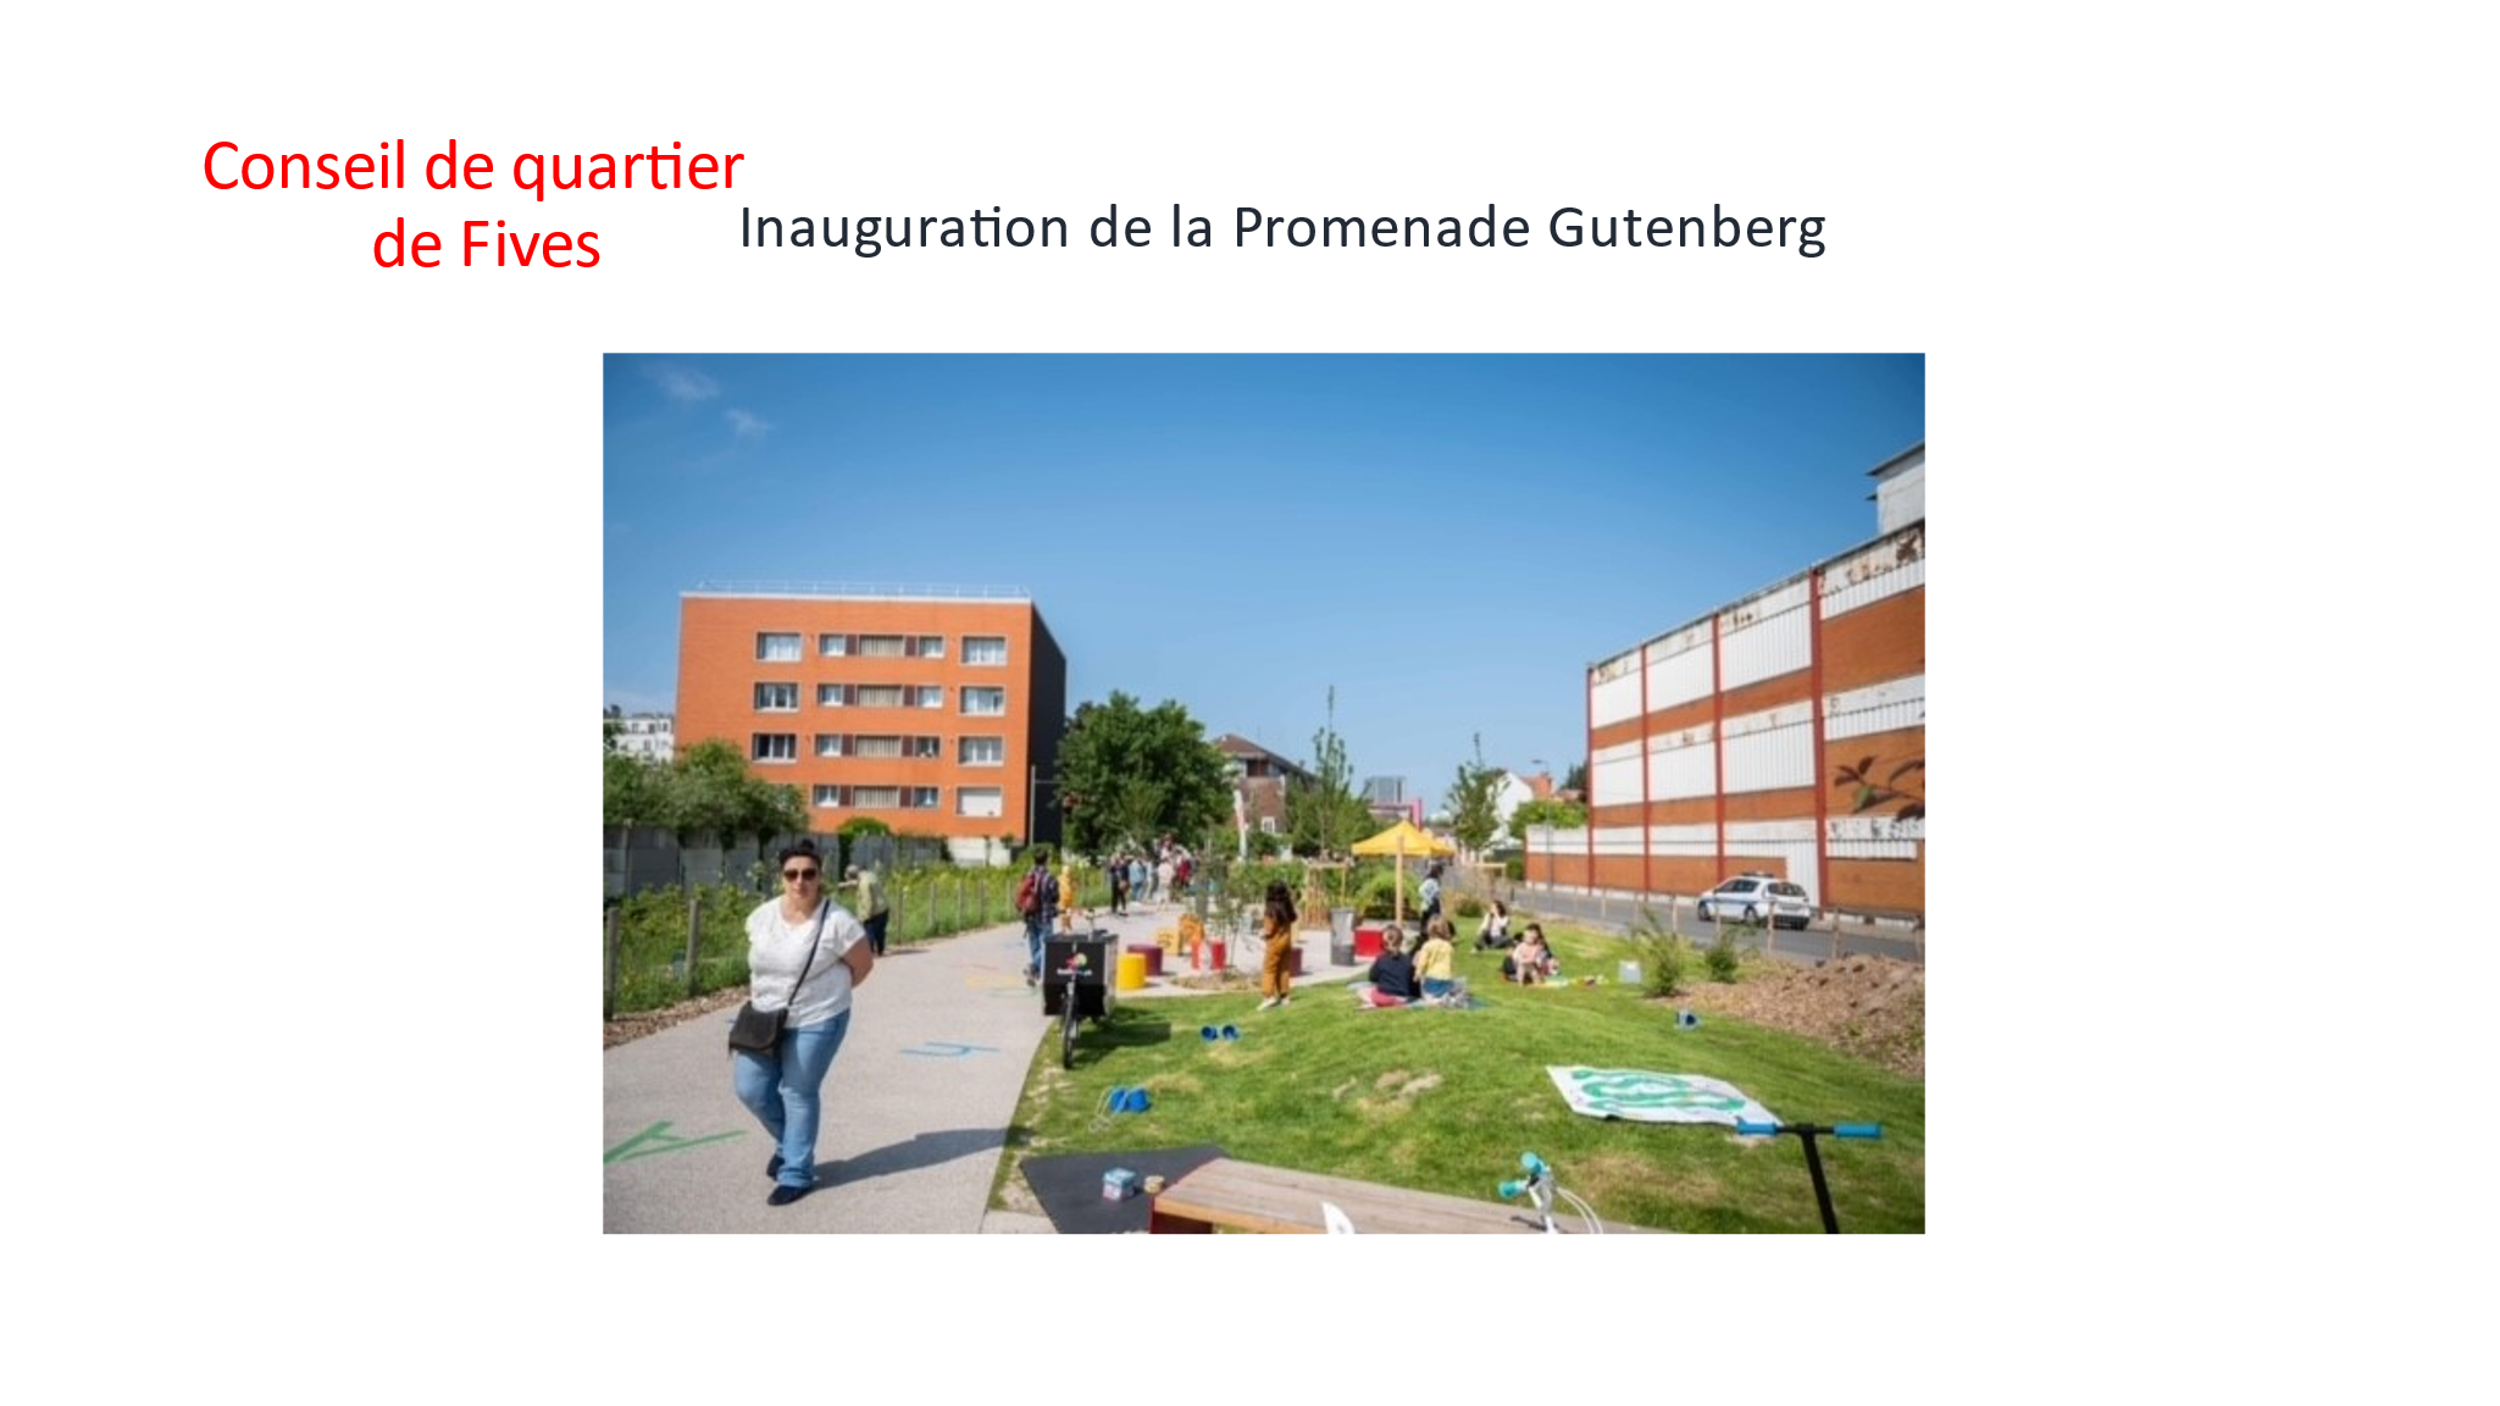 Conseil de quartier
de Fives
Inauguration de la Promenade Gutenberg